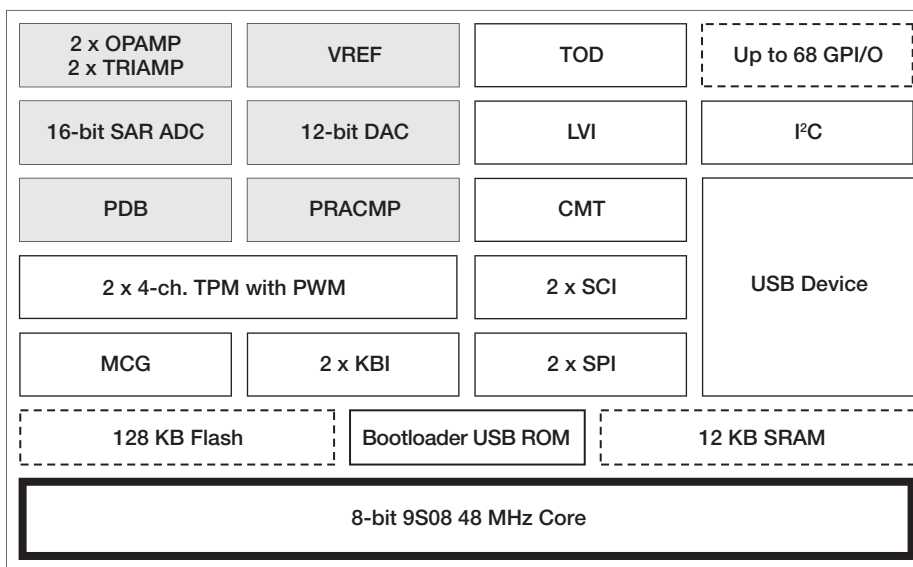 2 x OPAMP
2 x TRIAMP
VREF
TOD
Up to 68 GPI/O
16-bit SAR ADC
12-bit DAC
LVI
I²C
PDB
PRACMP
CMT
USB Device
2 x 4-ch. TPM with PWM
2 x SCI
MCG
2 x KBI
2 x SPI
128 KB Flash
Bootloader USB ROM
12 KB SRAM
8-bit 9S08 48 MHz Core